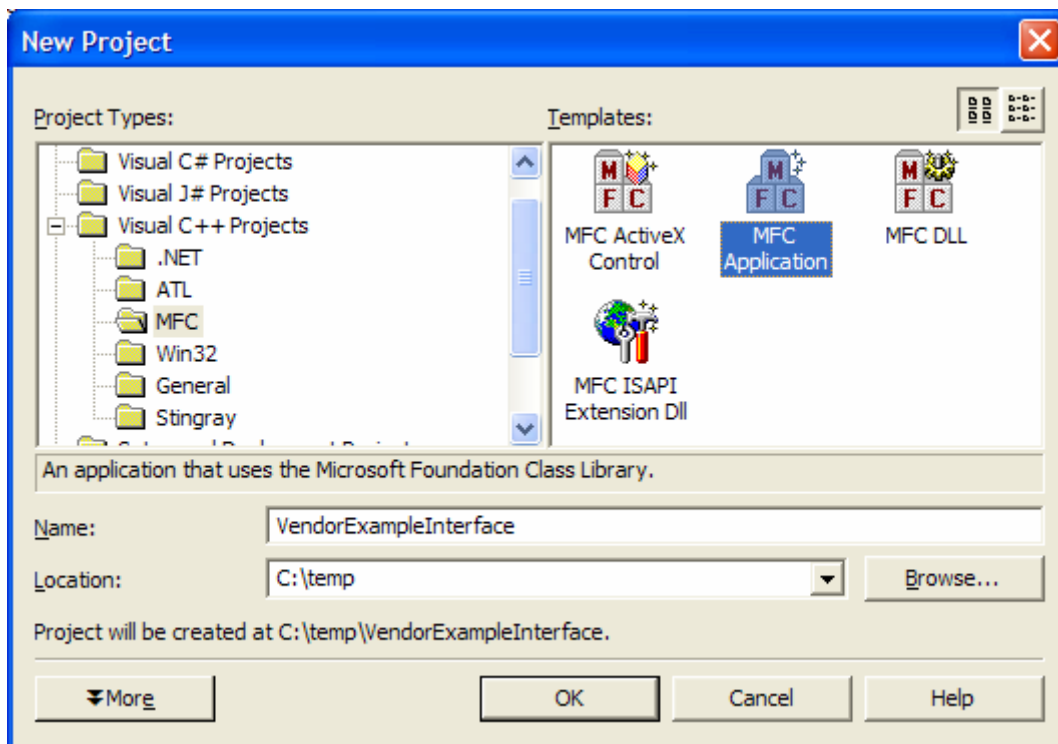 New Project
Project Types:
Templates:
Visual C# Projects
Visual J# Projects
Visual C++ Projects
.NET
ATL
MFC
Win32
General
Stingray
MFC ActiveX
Control
MFC
Application
MFC DLL
MFC ISAPI
Extension Dll
An application that uses the Microsoft Foundation Class Library.
Name:
VendorExampleInterface
Location:
C:\temp
Browse...
Project will be created at C:\temp\VendorExampleInterface.
More
OK
Cancel
Help